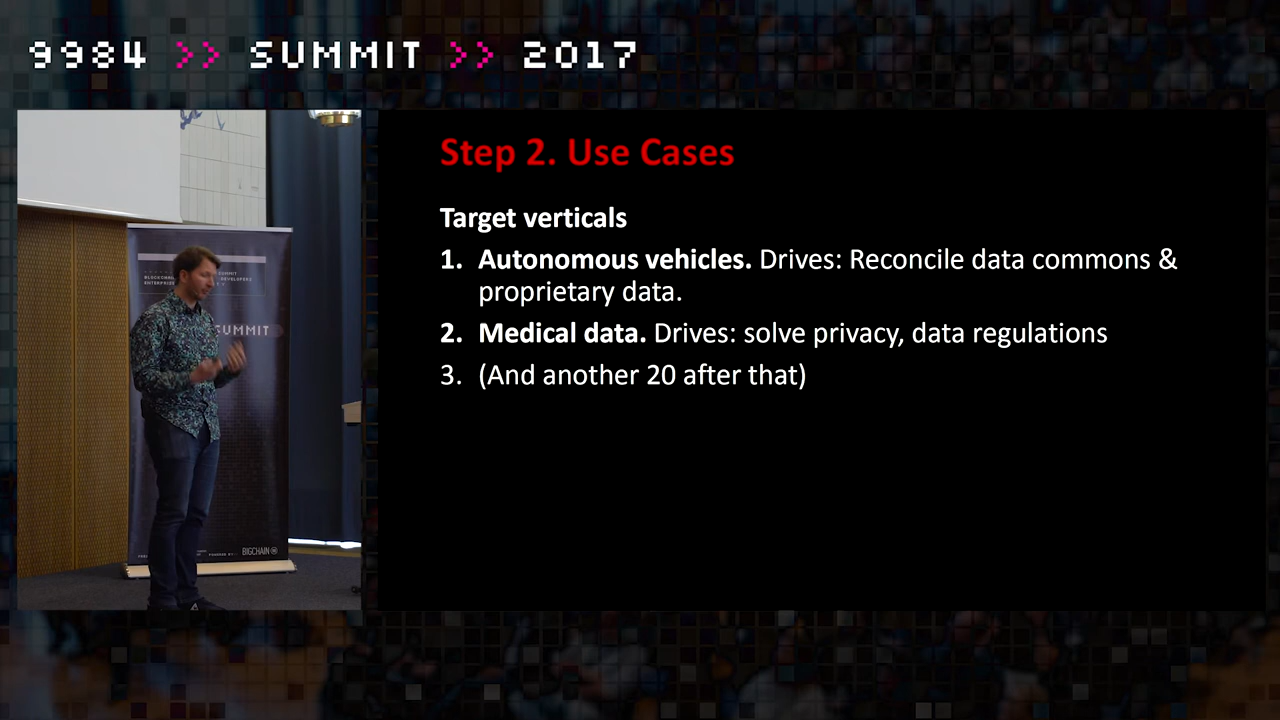 9984 >> SUMMIT >> 2017
Step 2. Use Cases
Target verticals
1. Autonomous vehicles. Drives: Reconcile data commons &
proprietary data.
2. Medical data. Drives: solve privacy, data regulations
3. (And another 20 after that)
SUMMIT
BIGCHAIN